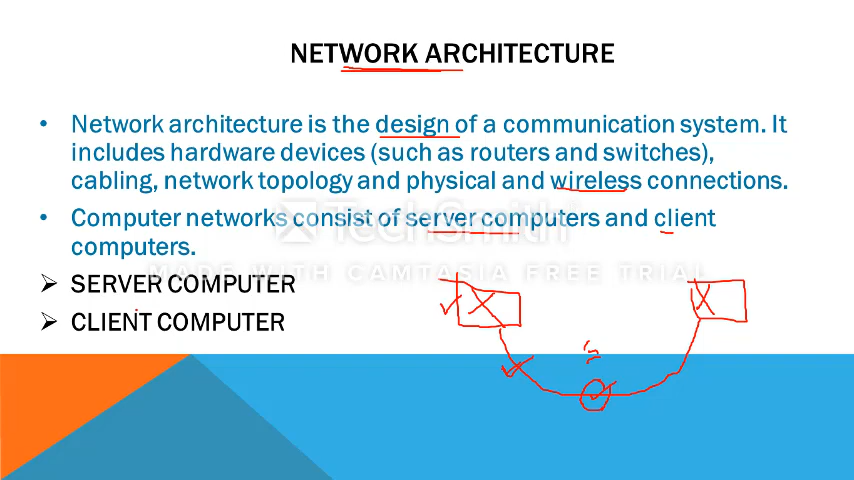 NETWORK ARCHITECTURE
• Network architecture is the design of a communication system. It
includes hardware devices (such as routers and switches),
cabling, network topology and physical and wireless connections.
• Computer networks consist of server computers and client
computers.
TechSmith
MADE WITH CAMTASIA FREE TRIAL
➢ SERVER COMPUTER
➢ CLIENT COMPUTER